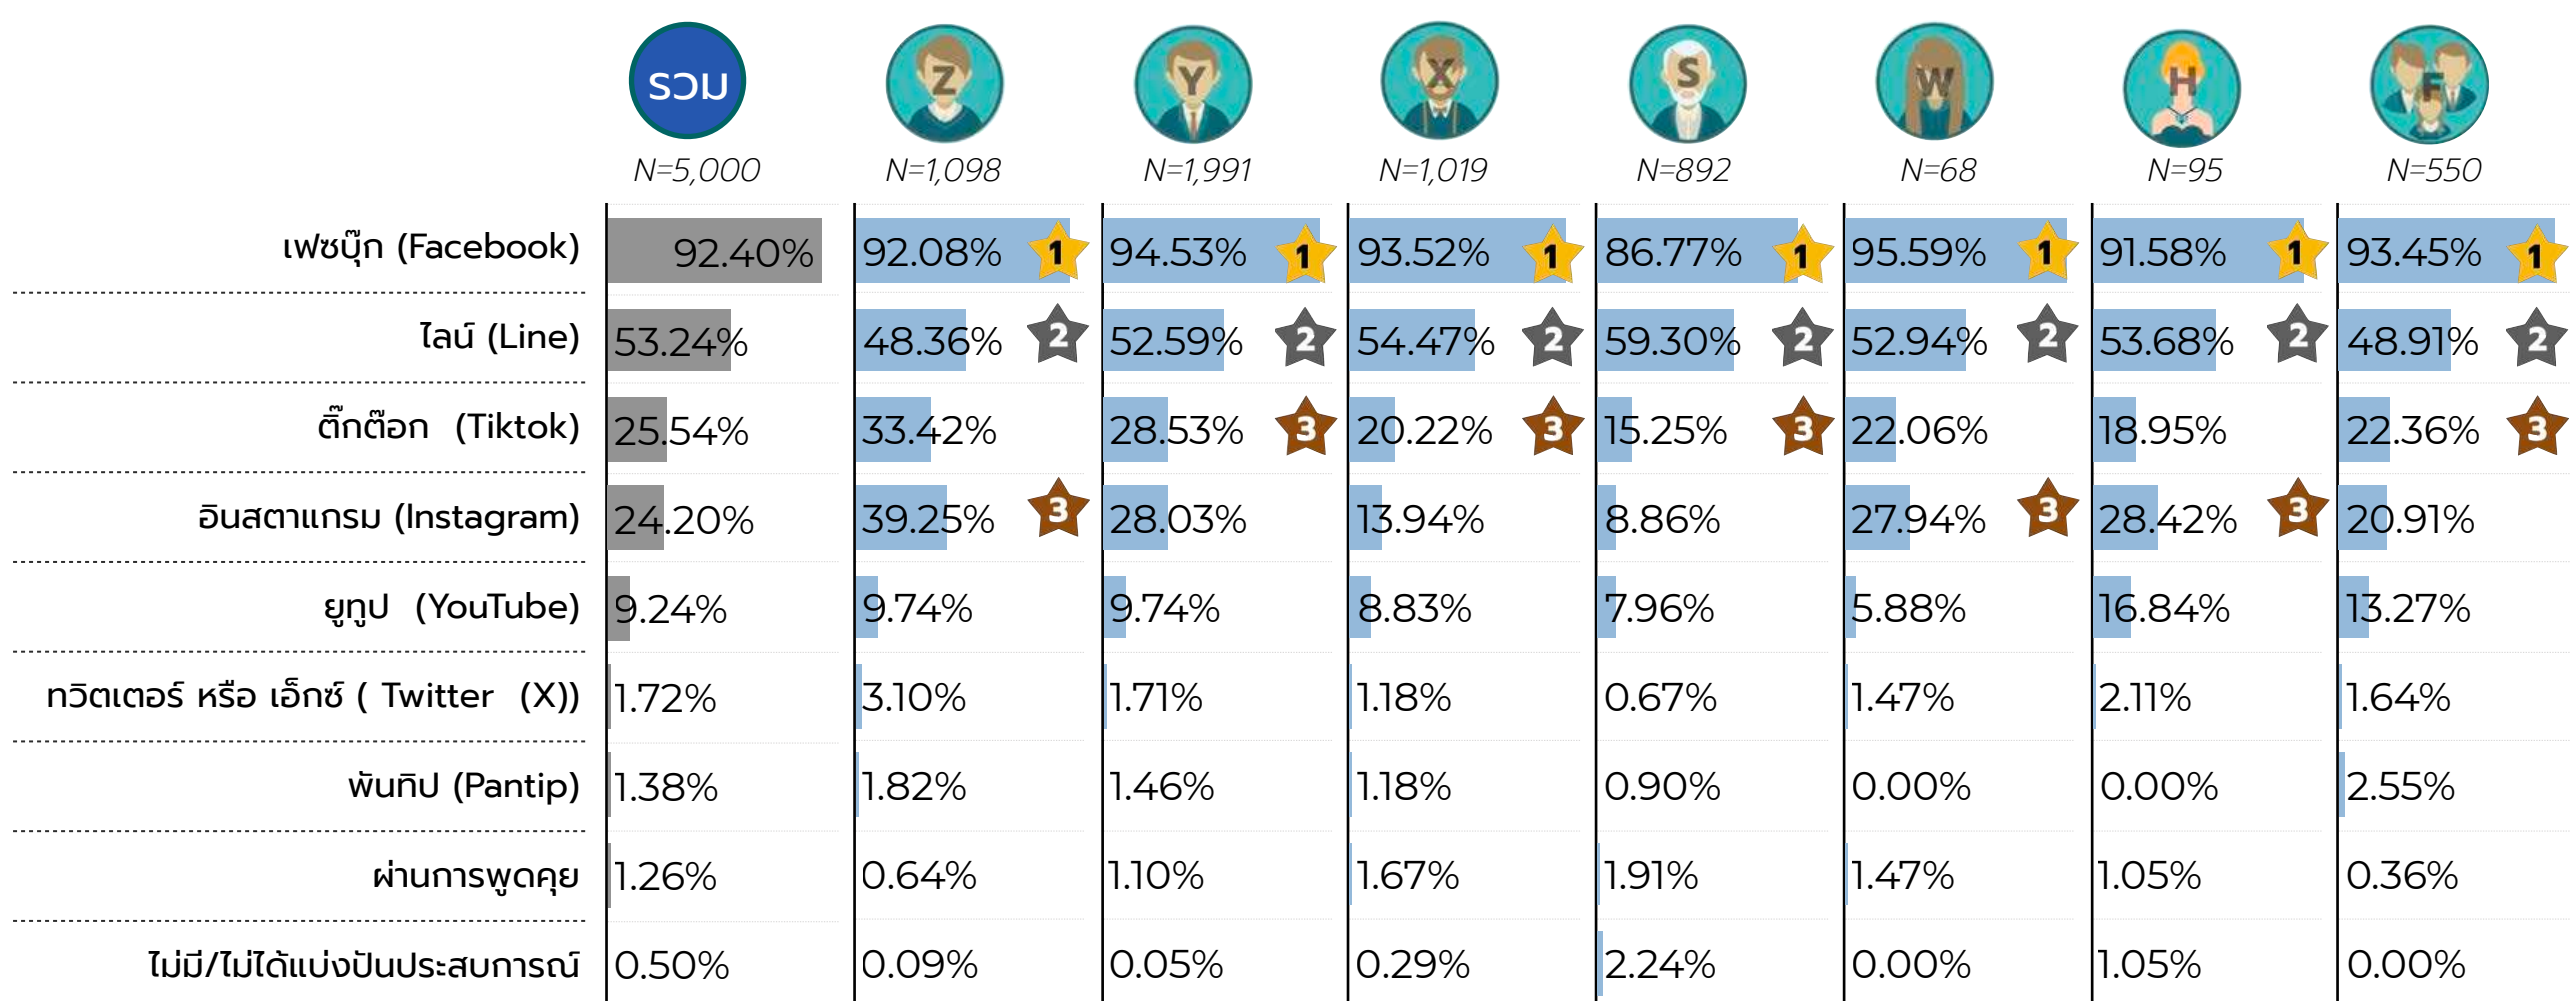 รวม Z Y X S W H F
N=5,000 N=1,098 N=1,991 N=1,019 N=892 N=68 N=95 N=550
เฟซบุ๊ก (Facebook) 92.40% 92.08% 1 94.53% 1 93.52% 1 86.77% 1 95.59% 1 91.58% 1 93.45% 1
ไลน์ (Line) 53.24% 48.36% 2 52.59% 2 54.47% 2 59.30% 2 52.94% 2 53.68% 2 48.91% 2
ติ๊กต๊อก (Tiktok) 25.54% 33.42% 28.53% 3 20.22% 3 15.25% 3 22.06% 18.95% 22.36% 3
อินสตาแกรม (Instagram) 24.20% 39.25% 3 28.03% 13.94% 8.86% 27.94% 3 28.42% 3 20.91%
ยูทูป (YouTube) 9.24% 9.74% 9.74% 8.83% 7.96% 5.88% 16.84% 13.27%
ทวิตเตอร์ หรือ เอ็กซ์ ( Twitter (X)) 1.72% 3.10% 1.71% 1.18% 0.67% 1.47% 2.11% 1.64%
พันทิป (Pantip) 1.38% 1.82% 1.46% 1.18% 0.90% 0.00% 0.00% 2.55%
ผ่านการพูดคุย 1.26% 0.64% 1.10% 1.67% 1.91% 1.47% 1.05% 0.36%
ไม่มี/ไม่ได้แบ่งปันประสบการณ์ 0.50% 0.09% 0.05% 0.29% 2.24% 0.00% 1.05% 0.00%